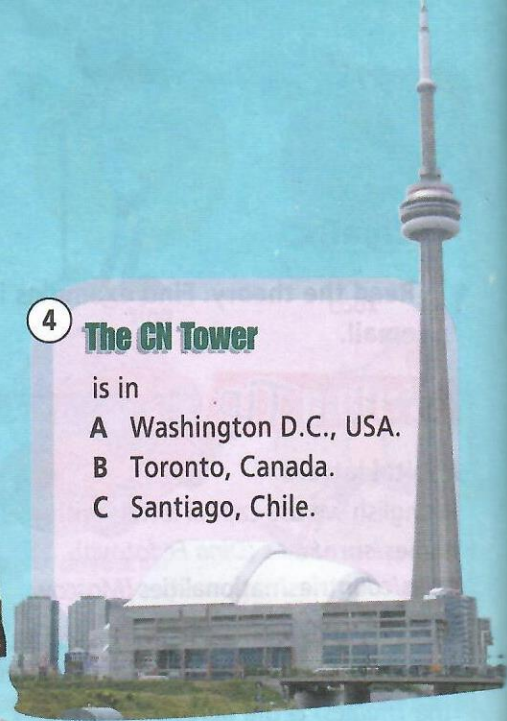 4
The CN Tower
is in
A Washington D.C., USA.
B Toronto, Canada.
C Santiago, Chile.